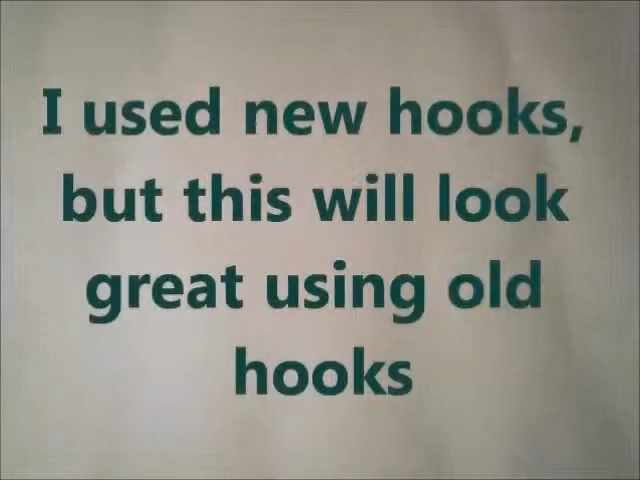 I used new hooks,
but this will look
great using old
hooks